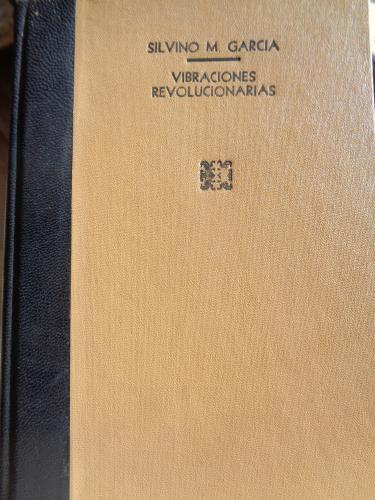 SILVINO M. GARCIA
VIBRACIONES
REVOLUCIONARIAS